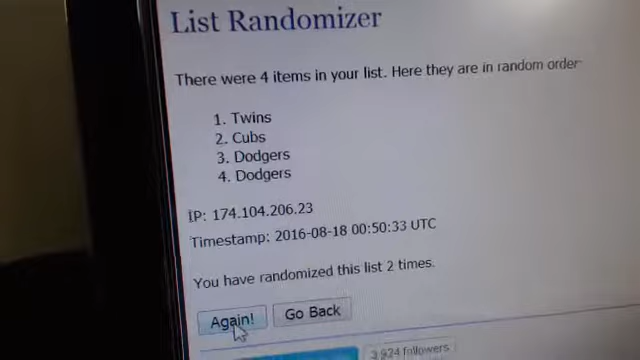 List Randomizer
There were 4 items in your list. Here they are in random order:
1. Twins
2. Cubs
3. Dodgers
4. Dodgers
IP: 174.104.206.23
Timestamp: 2016-08-18 00:50:33 UTC
You have randomized this list 2 times.
Again! Go Back
3,924 followers